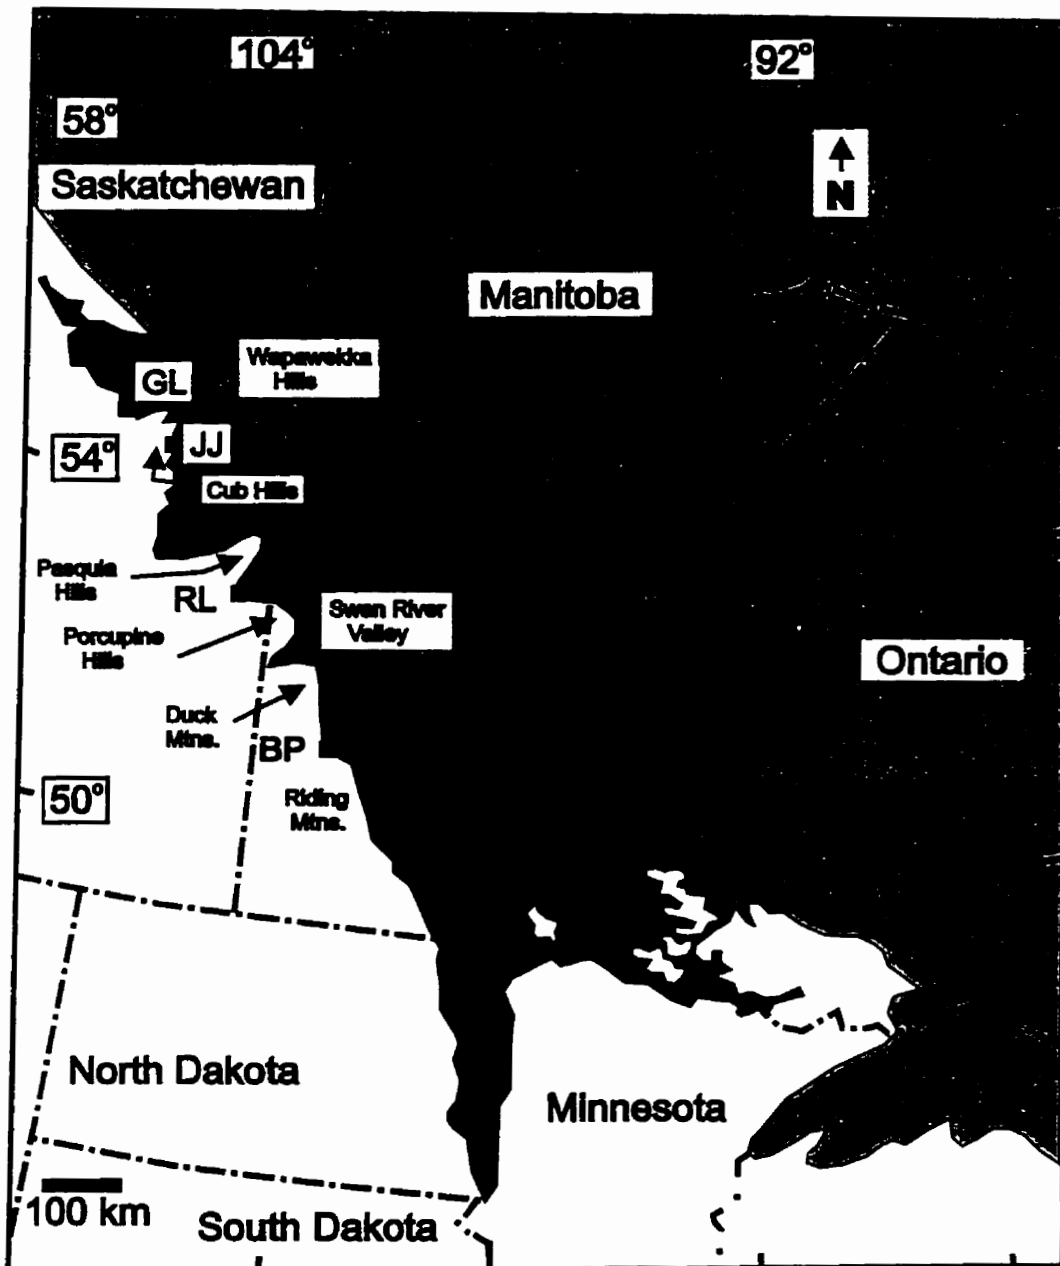 104°
92°
58°
Saskatchewan
N
Manitoba
Wapawekka
Hills
GL
JJ
54°
Cub Hills
Pasquia
Hills
RL
Swan River
Valley
Porcupine
Hills
Ontario
Duck
Mtns.
BP
50°
Riding
Mtns.
North Dakota
Minnesota
100 km
South Dakota